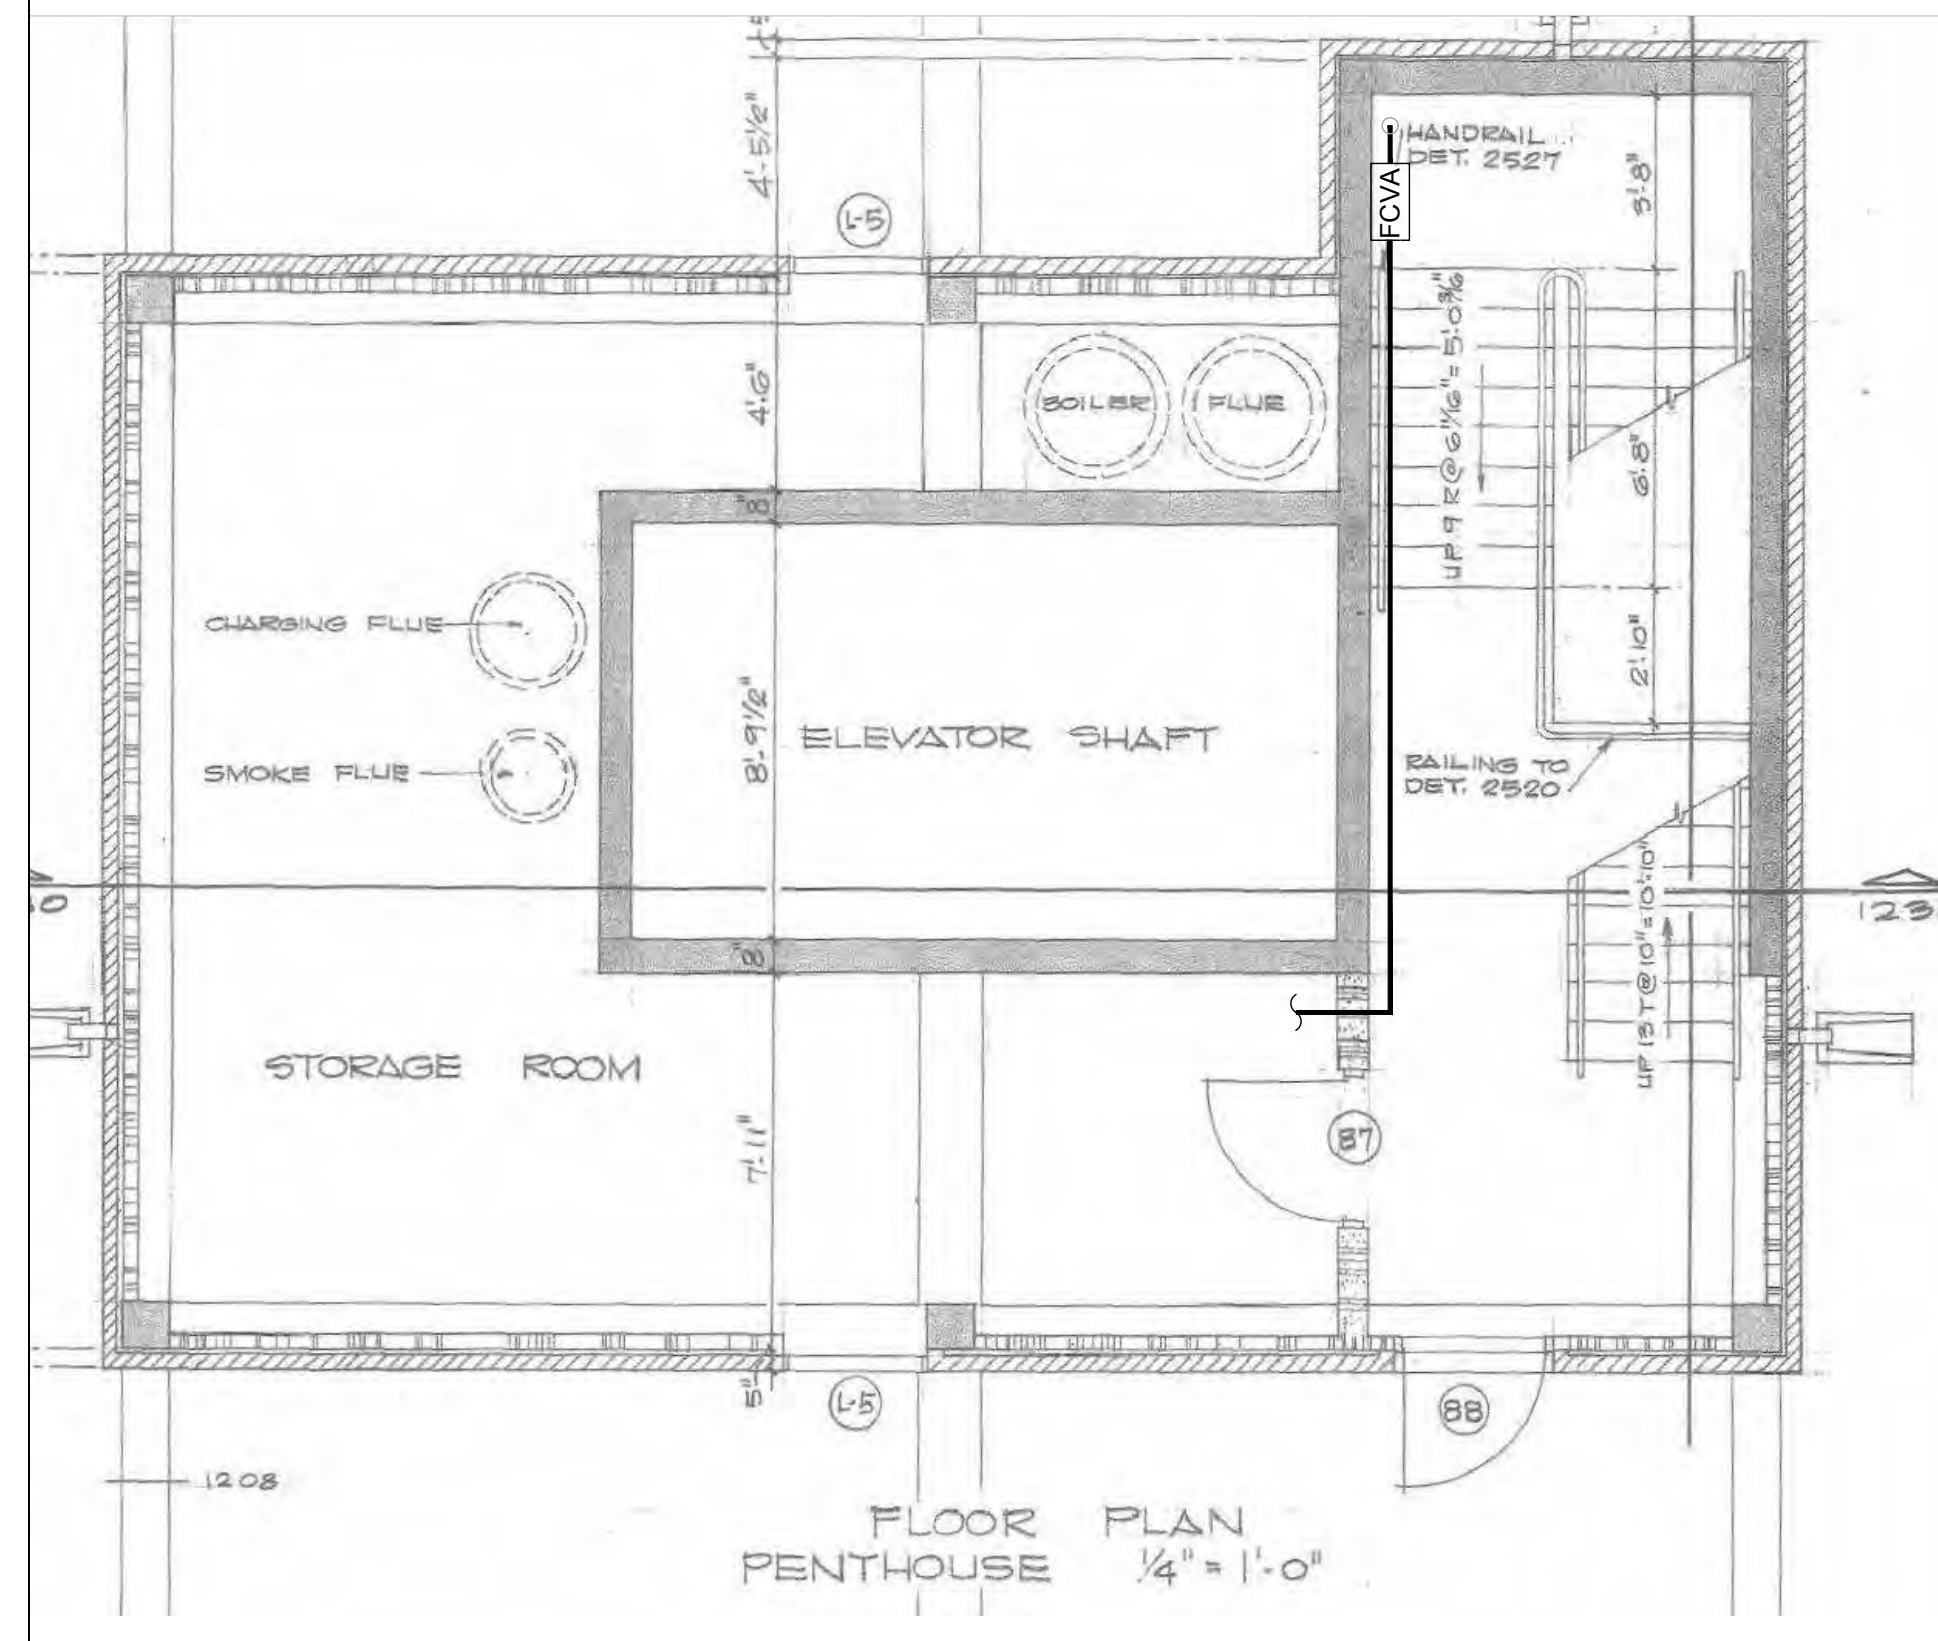 4'-5½"
L-5
HANDRAIL
DET. 2527
FCVA
3'-8"
UP 9 R @ 6 11/16" = 5'-0 3/16"
4'-6"
BOILER FLUE
6'-8"
8"
CHARGING FLUE
2'-10"
8'-9½"
ELEVATOR SHAFT
SMOKE FLUE
RAILING TO
DET. 2520
UP 13 T @ 10" = 10'-10"
123
8"
STORAGE ROOM
7'-11"
87
5"
L-5
88
1208
FLOOR PLAN
PENTHOUSE ¼" = 1'-0"